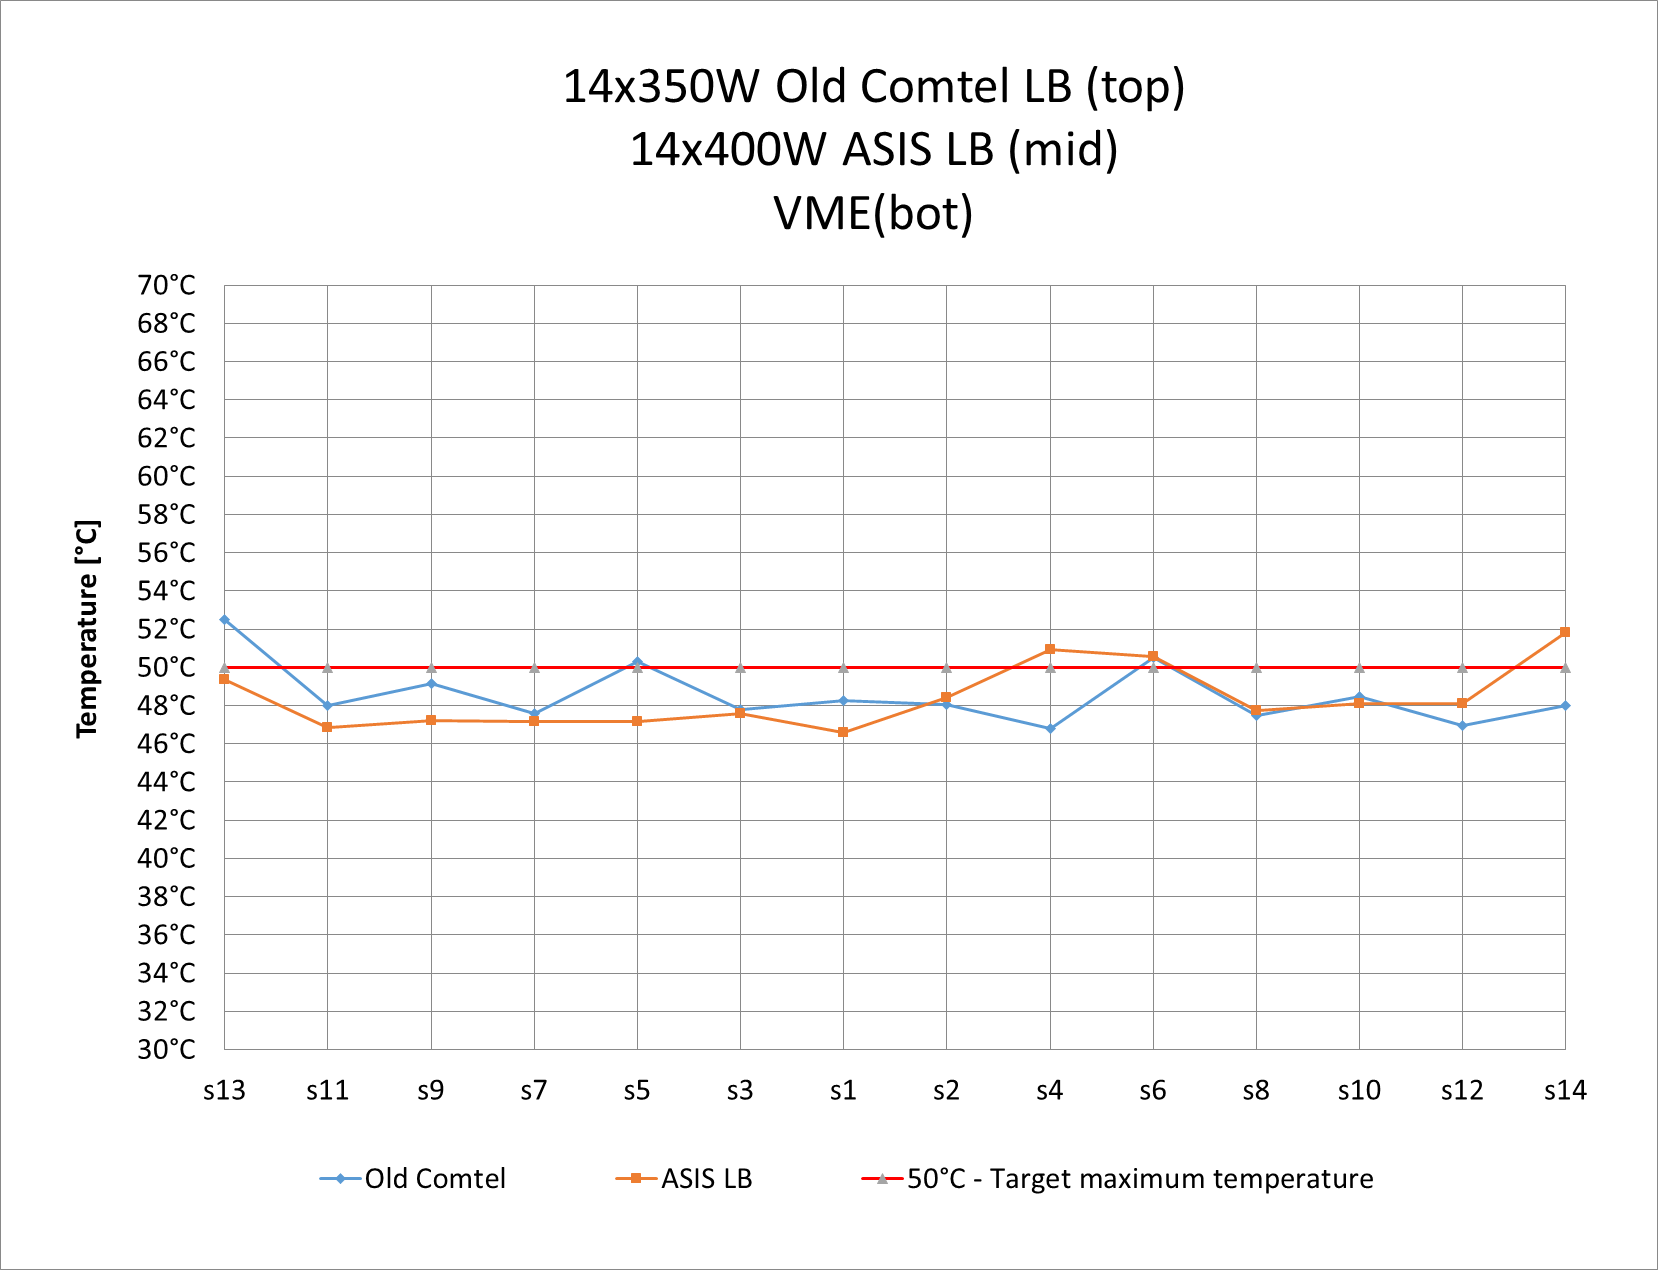 14x350W Old Comtel LB (top)
14x400W ASIS LB (mid)
VME(bot)
Temperature [°C]
70°C
68°C
66°C
64°C
62°C
60°C
58°C
56°C
54°C
52°C
50°C
48°C
46°C
44°C
42°C
40°C
38°C
36°C
34°C
32°C
30°C
s13 s11 s9 s7 s5 s3 s1 s2 s4 s6 s8 s10 s12 s14
Old Comtel ASIS LB 50°C - Target maximum temperature